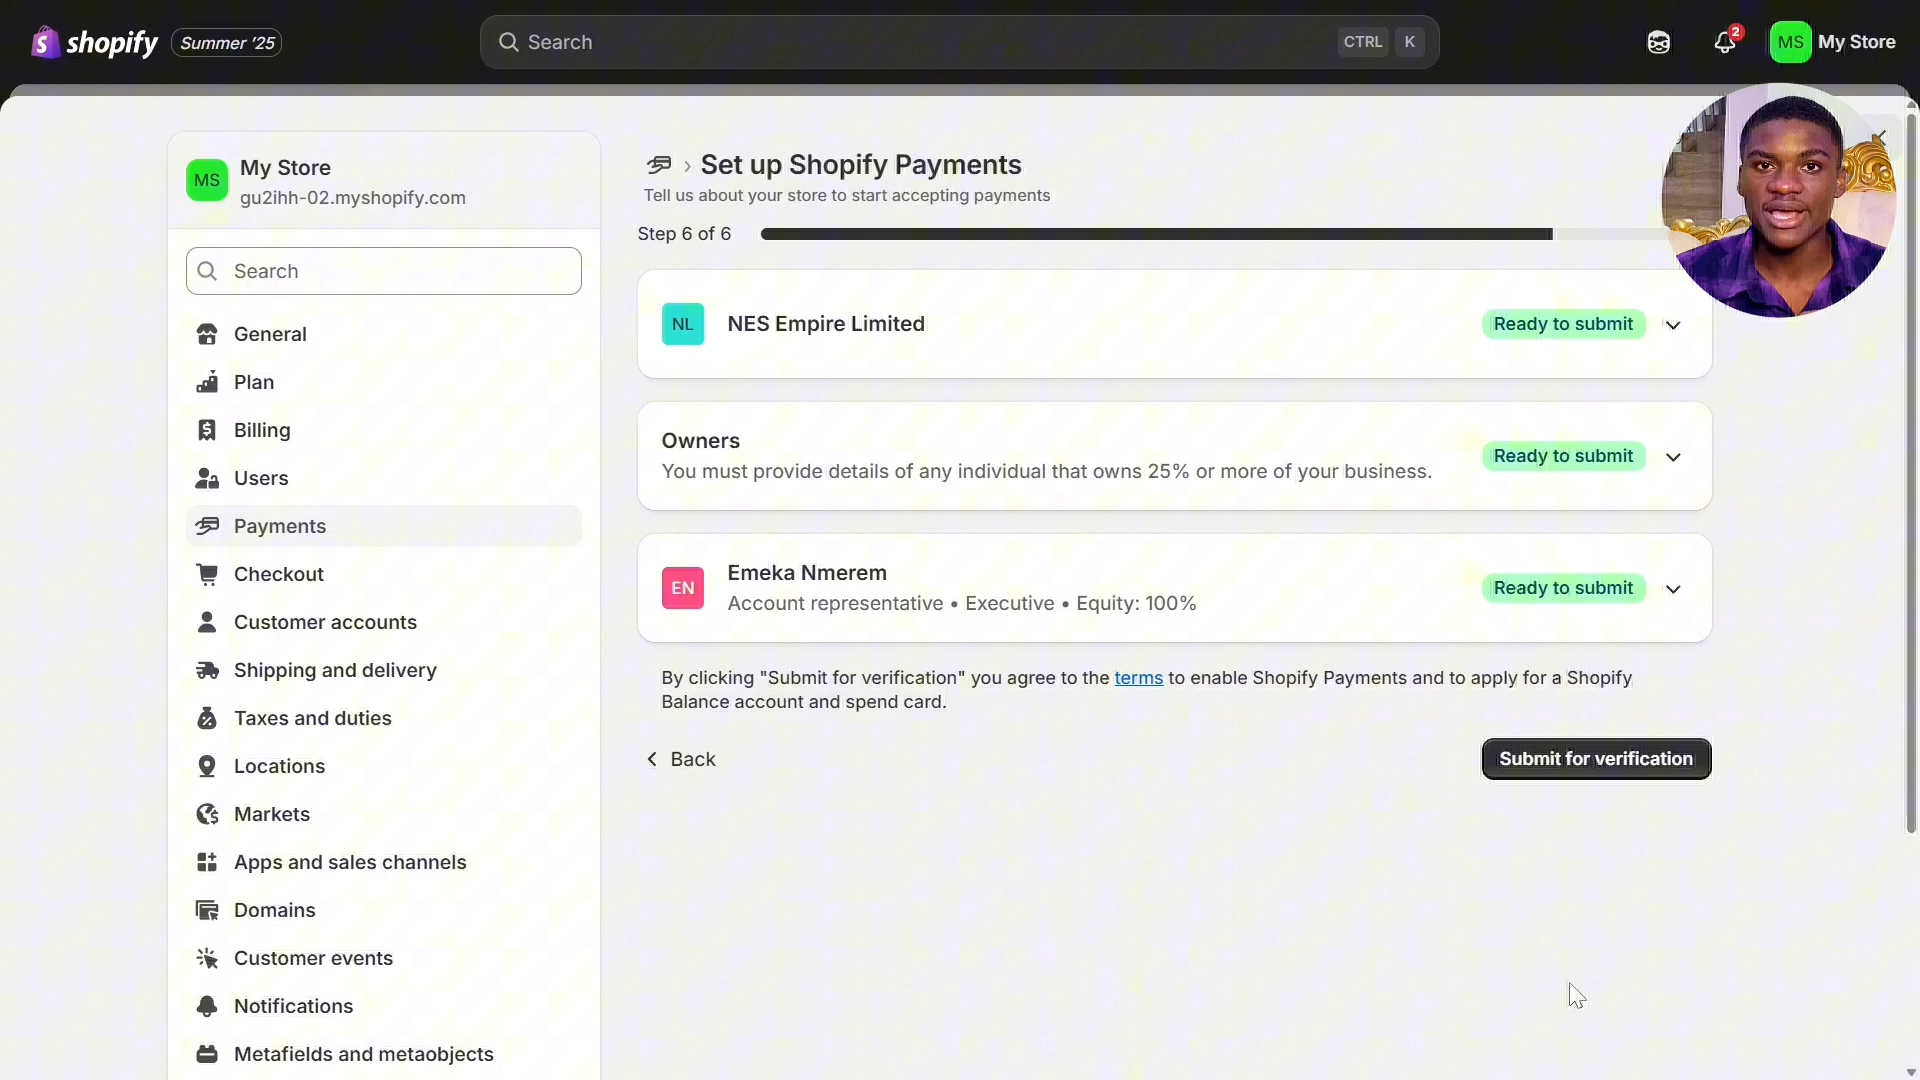 shopify
Summer '25
Search
CTRL K
2
MS My Store
MS
My Store
gu2ihh-02.myshopify.com
Search
General
Plan
Billing
Users
Payments
Checkout
Customer accounts
Shipping and delivery
Taxes and duties
Locations
Markets
Apps and sales channels
Domains
Customer events
Notifications
Metafields and metaobjects
› Set up Shopify Payments
Tell us about your store to start accepting payments
Step 6 of 6
NL NES Empire Limited Ready to submit
Owners
You must provide details of any individual that owns 25% or more of your business.
Ready to submit
EN
Emeka Nmerem
Account representative • Executive • Equity: 100%
Ready to submit
By clicking "Submit for verification" you agree to the terms to enable Shopify Payments and to apply for a Shopify
Balance account and spend card.
Back
Submit for verification